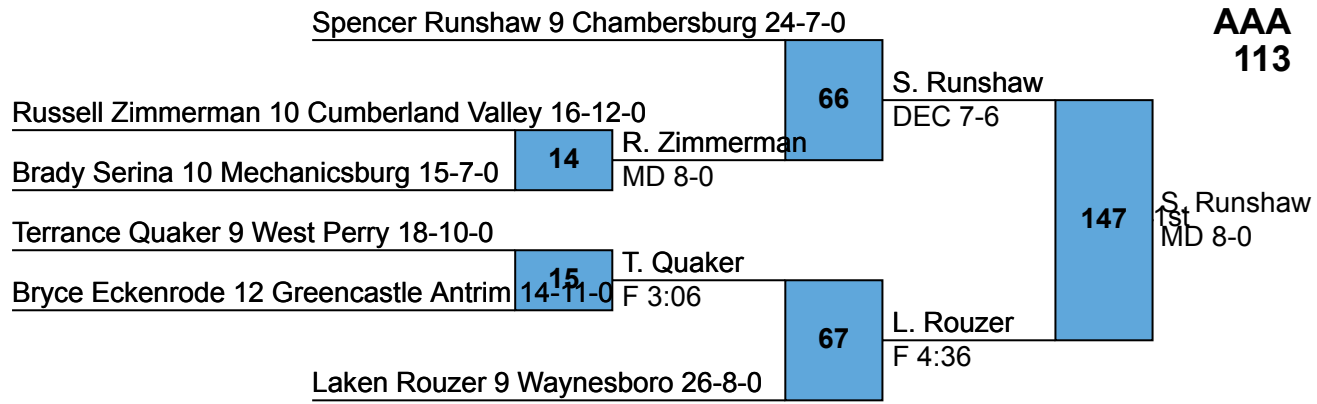 Spencer Runshaw 9 Chambersburg 24-7-0
AAA
113
66
S. Runshaw
DEC 7-6
Russell Zimmerman 10 Cumberland Valley 16-12-0
14
R. Zimmerman
MD 8-0
Brady Serina 10 Mechanicsburg 15-7-0
147
1st
S. Runshaw
MD 8-0
Terrance Quaker 9 West Perry 18-10-0
15
T. Quaker
F 3:06
Bryce Eckenrode 12 Greencastle Antrim 14-11-0
67
L. Rouzer
F 4:36
Laken Rouzer 9 Waynesboro 26-8-0